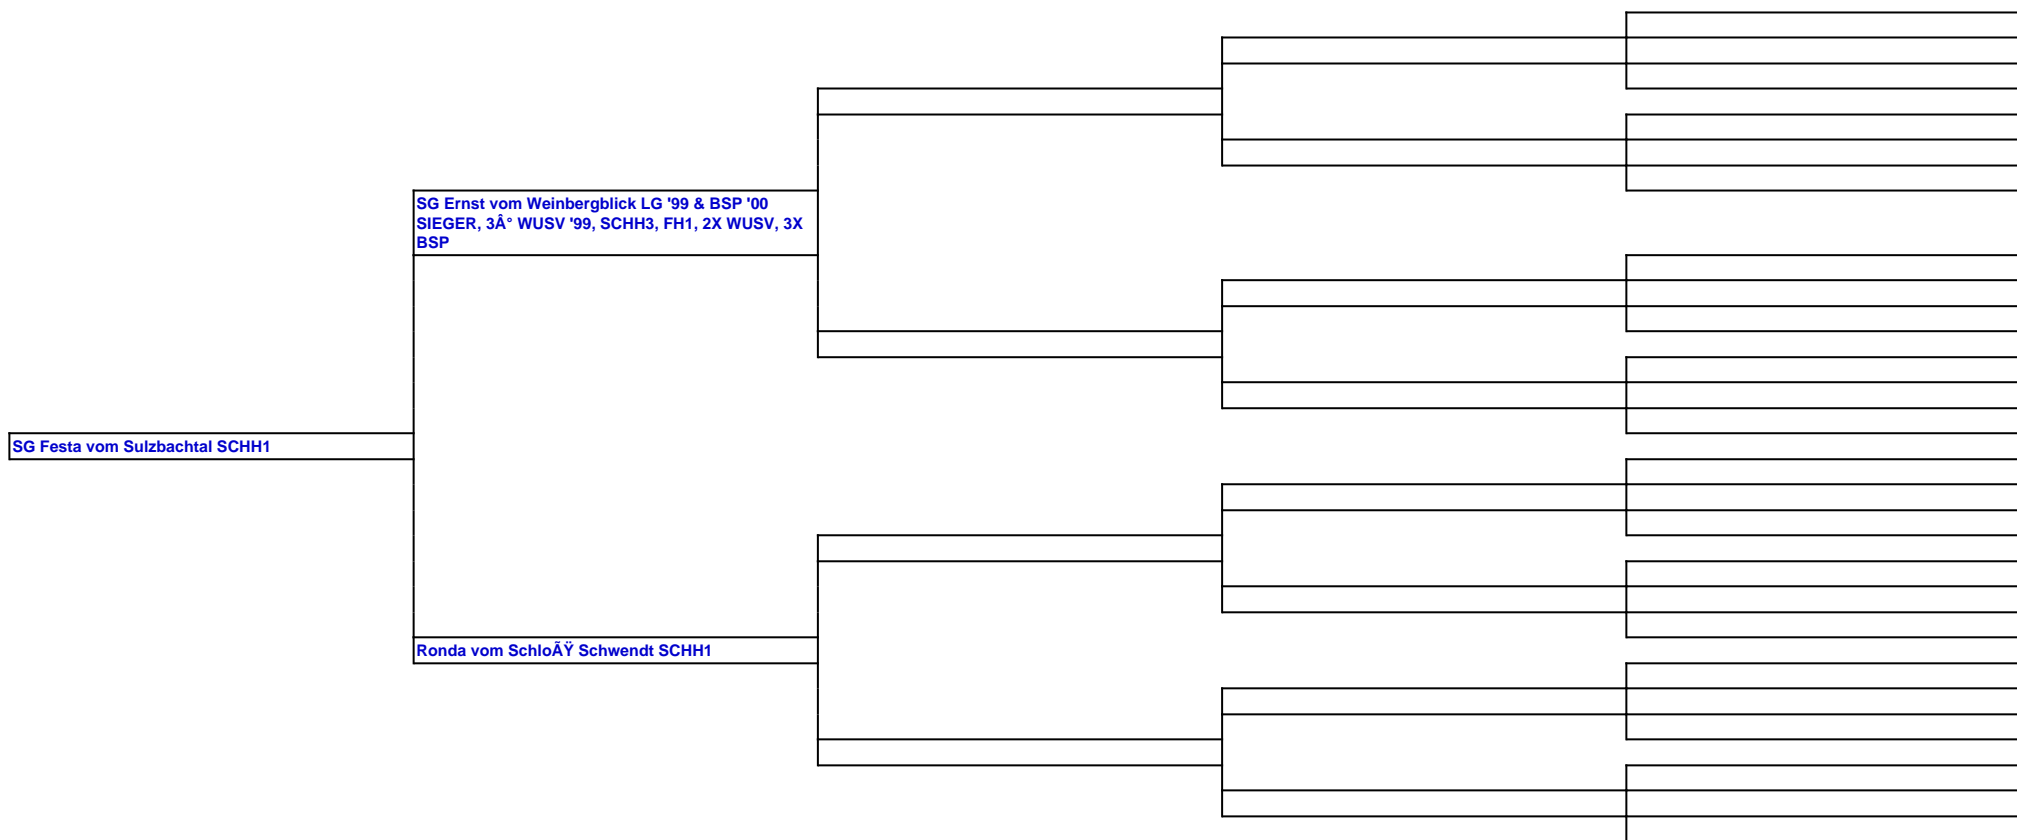 SG Ernst vom Weinbergblick LG '99 & BSP '00
SIEGER, 3Â° WUSV '99, SCHH3, FH1, 2X WUSV, 3X
BSP
SG Festa vom Sulzbachtal SCHH1
Ronda vom SchloÃŸ Schwendt SCHH1